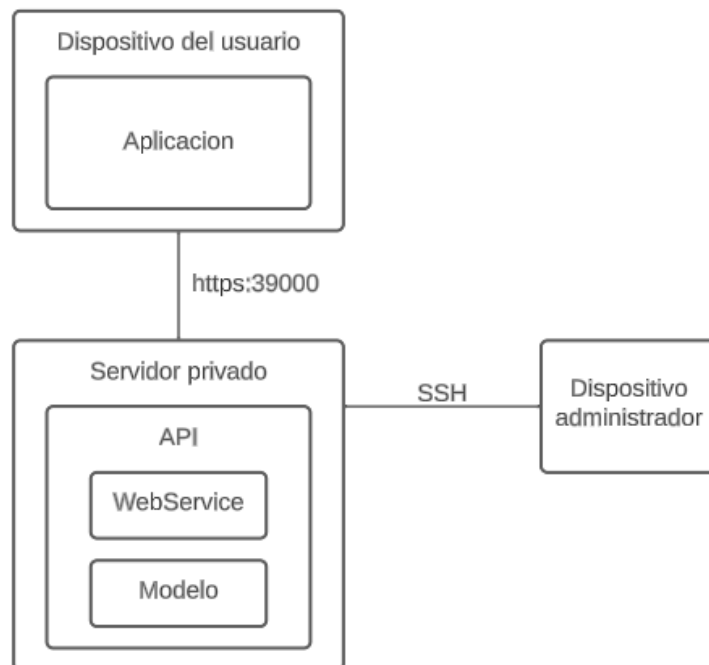 Dispositivo del usuario
Aplicacion
https:39000
Servidor privado
API
WebService
Modelo
SSH
Dispositivo
administrador